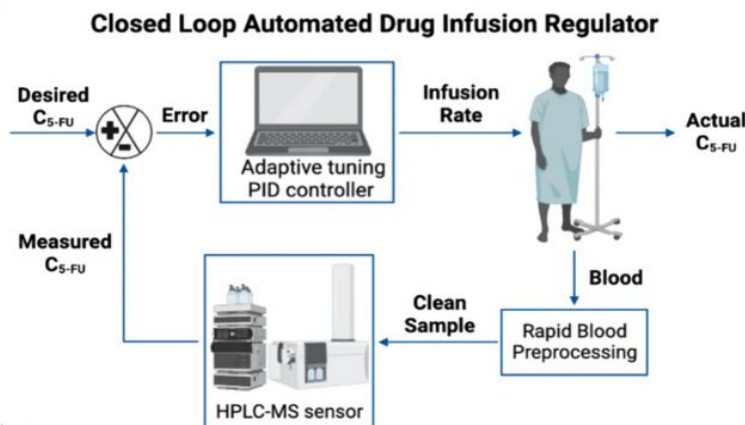 Closed Loop Automated Drug Infusion Regulator
Desired
C5-FU
+
-
Error
Adaptive tuning
PID controller
Infusion
Rate
Actual
C5-FU
Measured
C5-FU
Blood
Clean
Sample
Rapid Blood
Preprocessing
HPLC-MS sensor